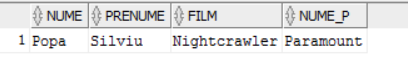 NUME PRENUME FILM NUME_P
1 Popa Silviu Nightcrawler Paramount